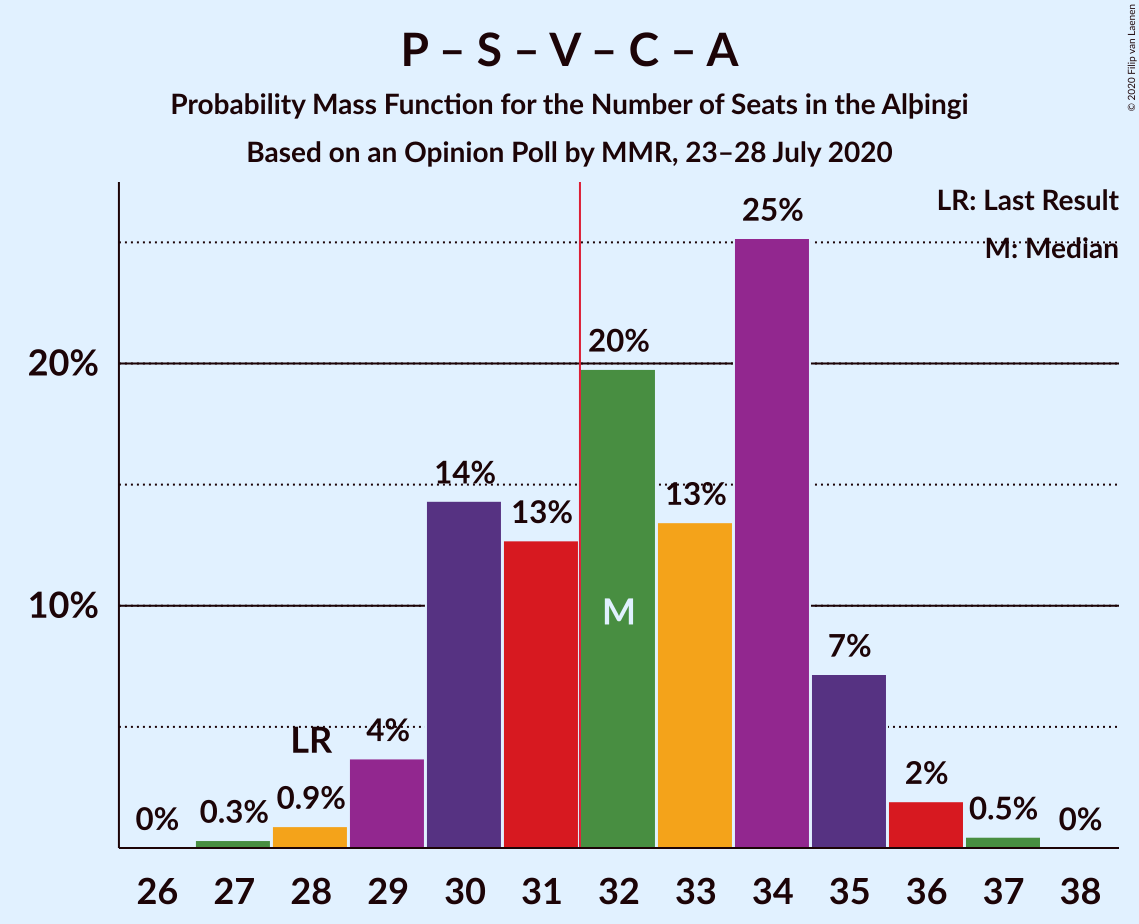 P – S – V – C – A
Probability Mass Function for the Number of Seats in the Alþingi
Based on an Opinion Poll by MMR, 23–28 July 2020
© 2020 Filip van Laenen
LR: Last Result
M: Median
25%
20%
20%
14%
13%
13%
10%
M
7%
LR
4%
2%
0%
0.3%
0.9%
0.5%
0%
26 27 28 29 30 31 32 33 34 35 36 37 38